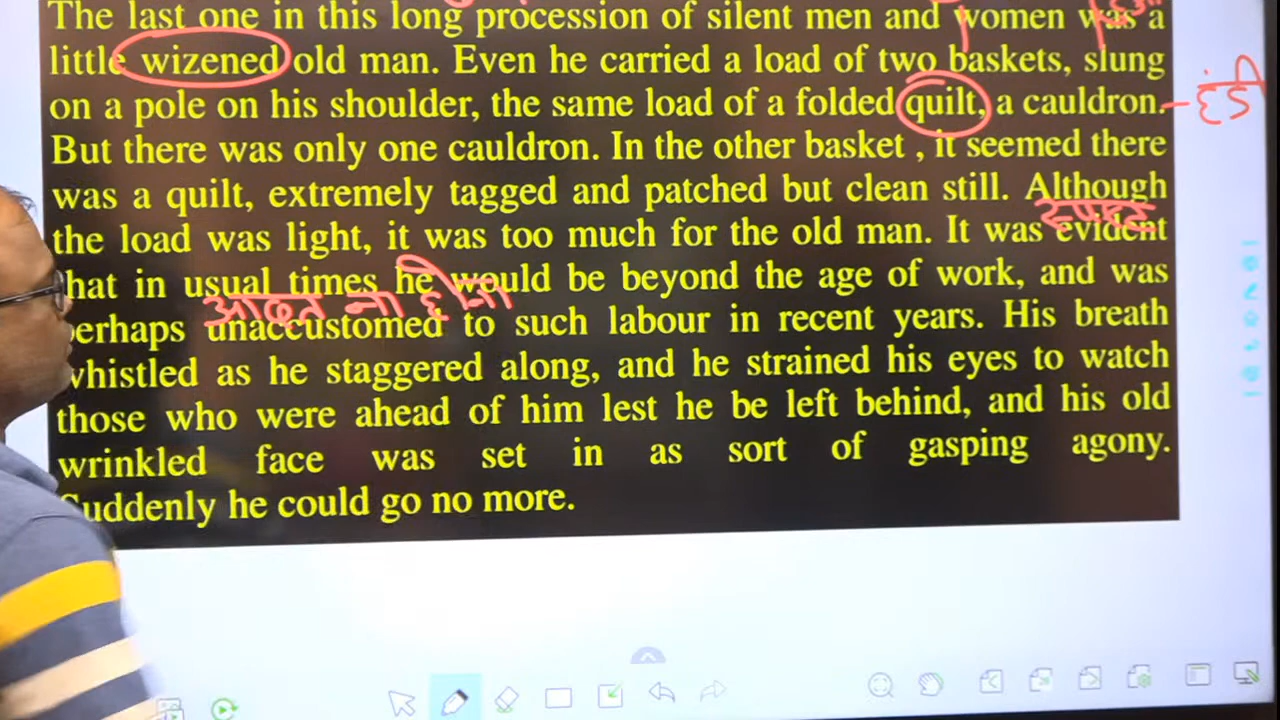 The last one in this long procession of silent men and women was a
little wizened old man. Even he carried a load of two baskets, slung
on a pole on his shoulder, the same load of a folded quilt, a cauldron.
But there was only one cauldron. In the other basket , it seemed there
was a quilt, extremely tagged and patched but clean still. Although
स्पष्ट
the load was light, it was too much for the old man. It was evident
that in usual times he would be beyond the age of work, and was
आदत ना होना
perhaps unaccustomed to such labour in recent years. His breath
whistled as he staggered along, and he strained his eyes to watch
those who were ahead of him lest he be left behind, and his old
wrinkled face was set in as sort of gasping agony.
Suddenly he could go no more.